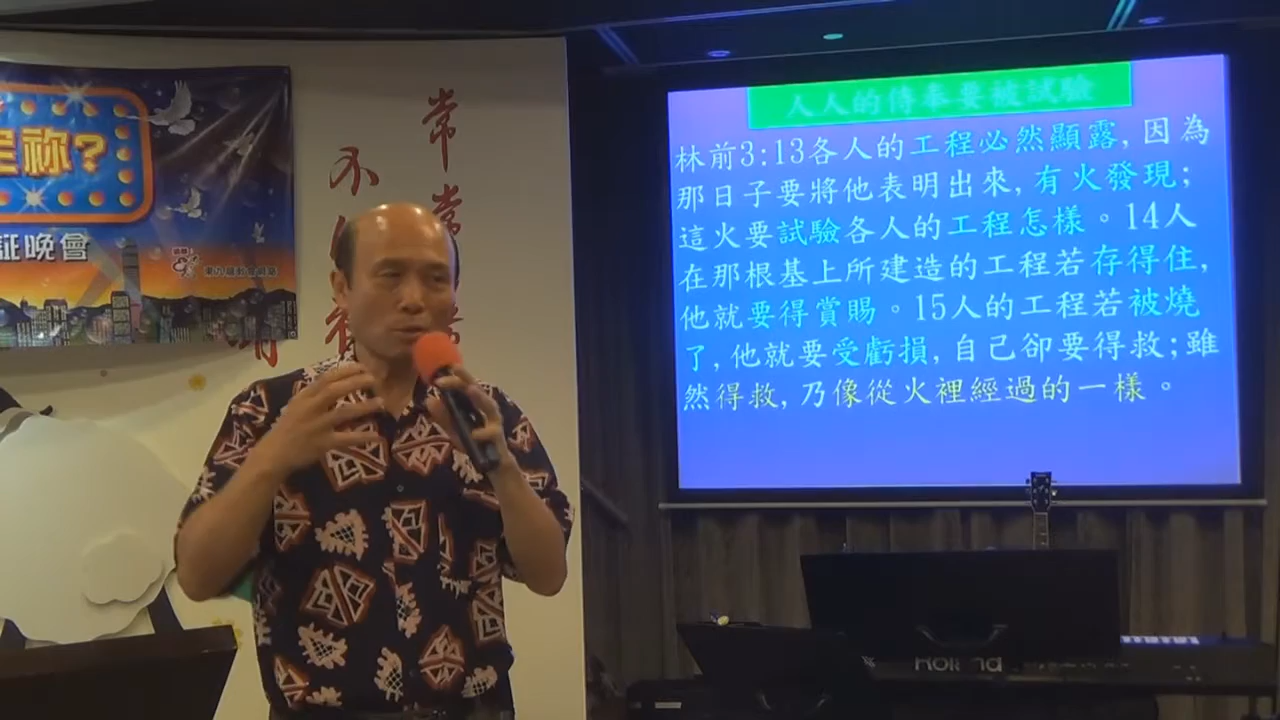 祢?
証晚會
常常
不
人人的侍奉要被試驗
林前3:13各人的工程必然顯露,因為
那日子要將他表明出來,有火發現;
這火要試驗各人的工程怎樣。14人
在那根基上所建造的工程若存得住,
他就要得賞賜。15人的工程若被燒
了,他就要受虧損,自己卻要得救;雖
然得救,乃像從火裡經過的一樣。
Roland